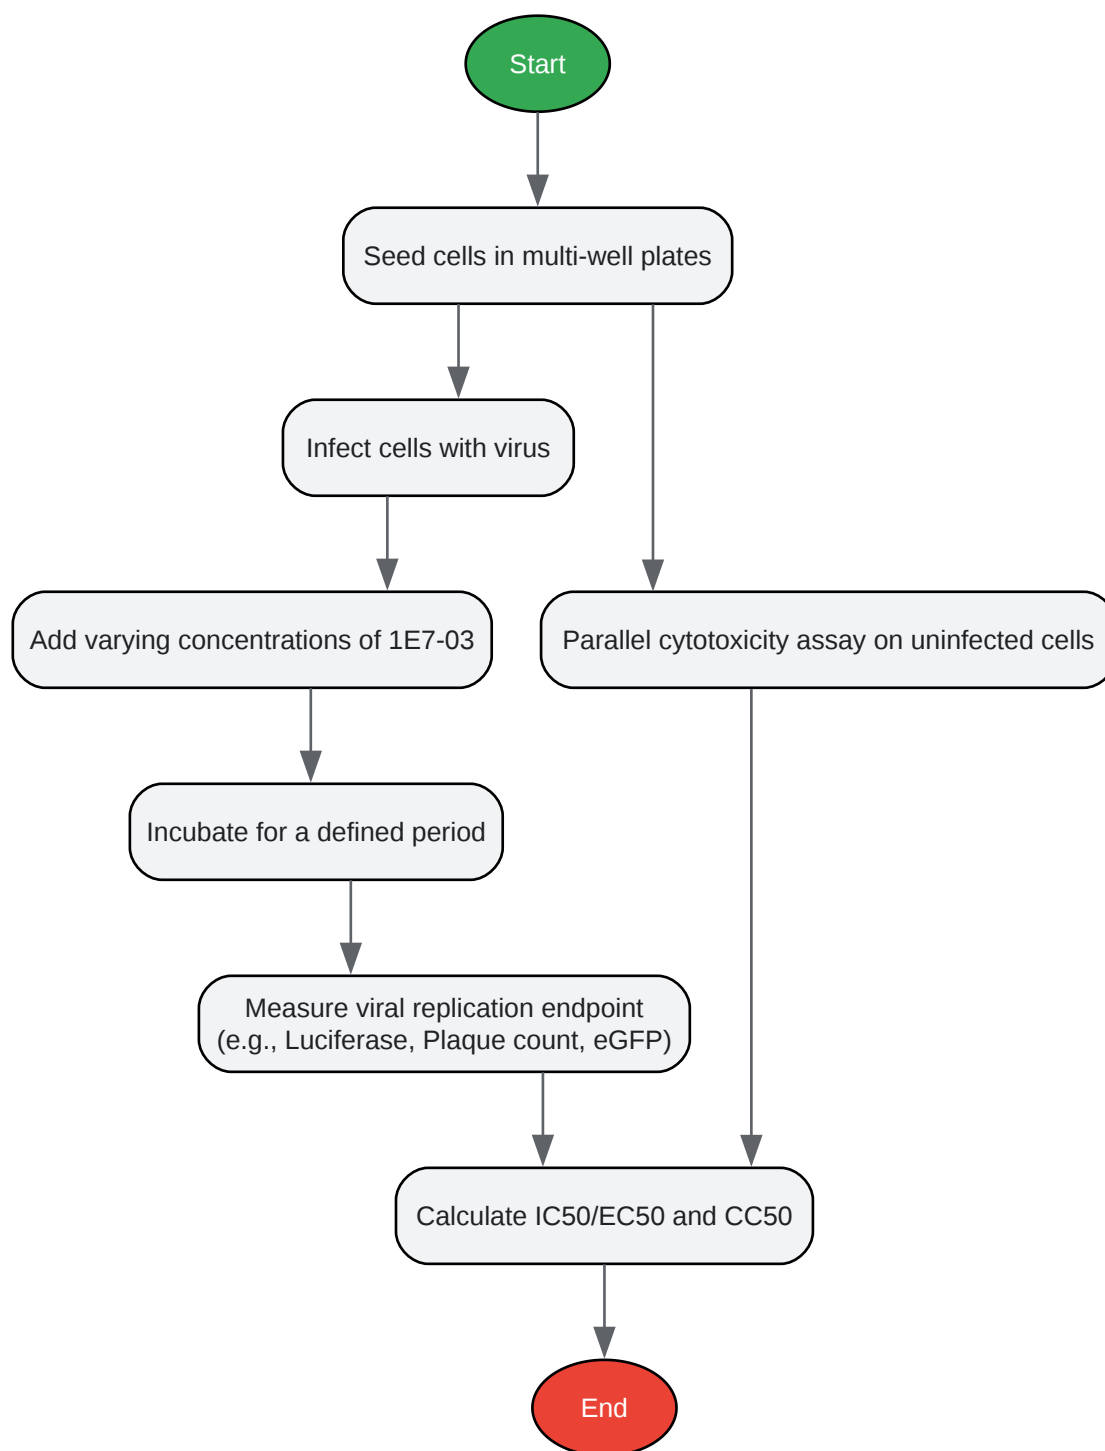 Start
Seed cells in multi-well plates
Infect cells with virus
Add varying concentrations of 1E7-03
Parallel cytotoxicity assay on uninfected cells
Incubate for a defined period
Measure viral replication endpoint
(e.g., Luciferase, Plaque count, eGFP)
Calculate IC50/EC50 and CC50
End